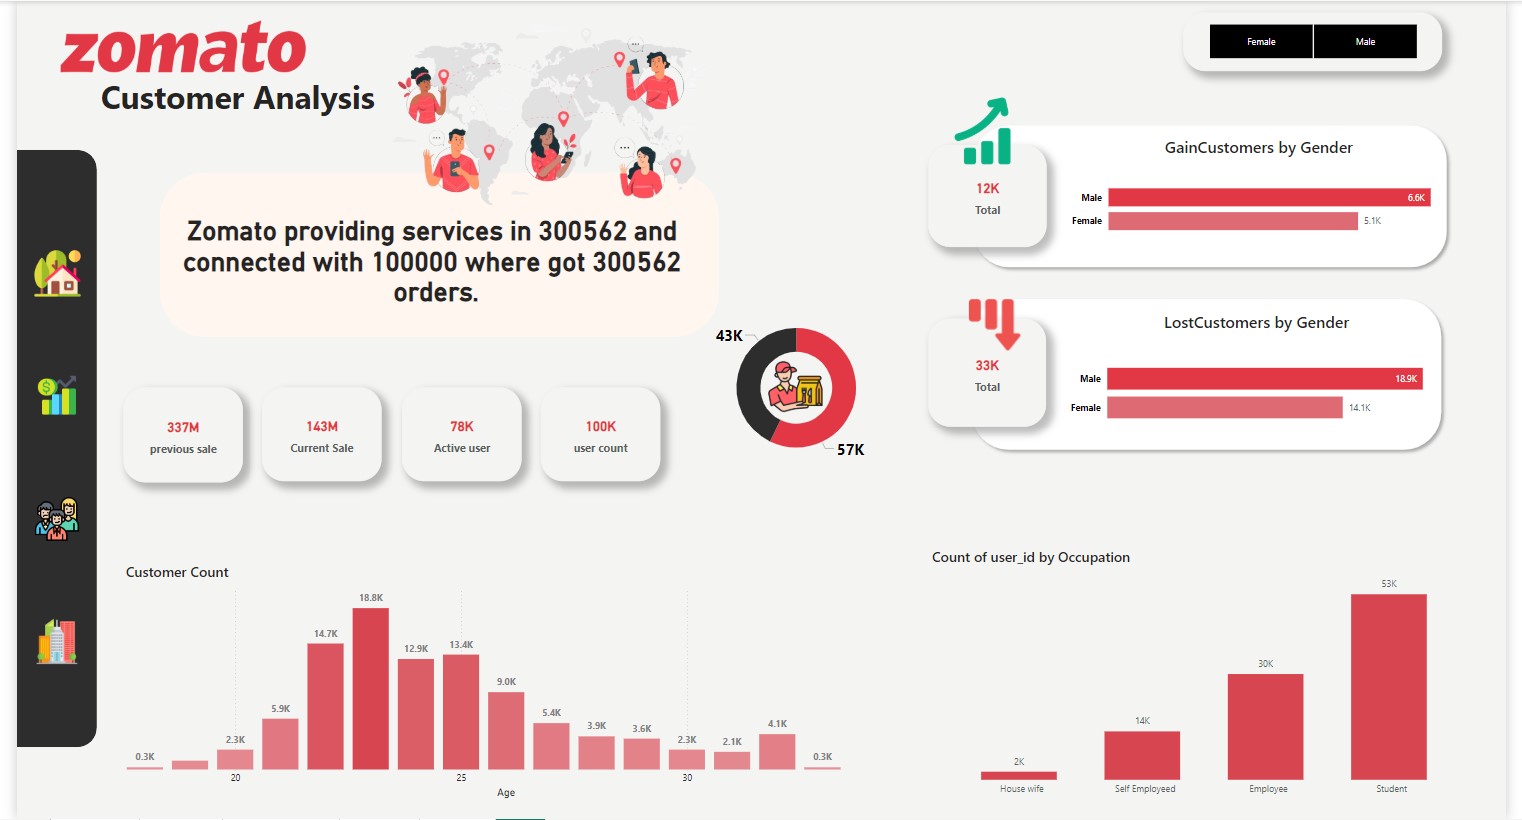 zomato
Customer Analysis
Female
Male
Zomato providing services in 300562 and
connected with 100000 where got 300562
orders.
GainCustomers by Gender
12K
Total
Male
6.6K
Female
5.1K
LostCustomers by Gender
33K
Total
Male
18.9K
Female
14.1K
43K
57K
337M
previous sale
143M
Current Sale
78K
Active user
100K
user count
Customer Count
0.3K
2.3K
5.9K
14.7K
18.8K
12.9K
13.4K
9.0K
5.4K
3.9K
3.6K
2.3K
2.1K
4.1K
0.3K
20
25
30
Age
Count of user_id by Occupation
2K
14K
30K
53K
House wife
Self Employeed
Employee
Student